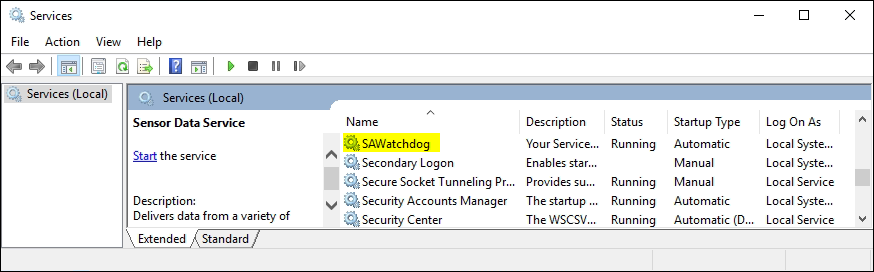 Services
File Action View Help
Services (Local)
Services (Local)
Sensor Data Service
Start the service
Description:
Delivers data from a variety of
Name Description Status Startup Type Log On As
SAWatchdog Your Service... Running Automatic Local Syste...
Secondary Logon Enables star... Manual Local Syste...
Secure Socket Tunneling Pr... Provides su... Running Manual Local Service
Security Accounts Manager The startup ... Running Automatic Local Syste...
Security Center The WSCSV... Running Automatic (D... Local Service
Extended Standard